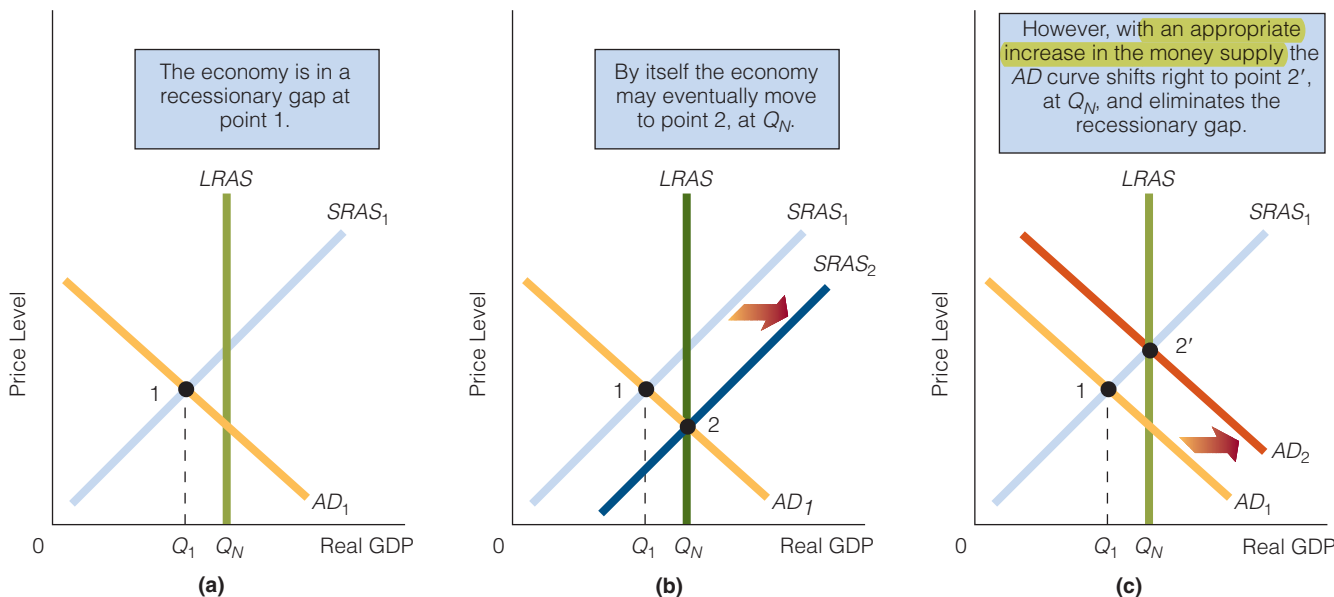 The economy is in a
recessionary gap at
point 1.
LRAS
SRAS1
1
AD1
Price Level
0
Q1
QN
Real GDP
(a)
By itself the economy
may eventually move
to point 2, at QN.
LRAS
SRAS1
SRAS2
1
2
AD1
Price Level
0
Q1
QN
Real GDP
(b)
However, with an appropriate
increase in the money supply the
AD curve shifts right to point 2′,
at QN, and eliminates the
recessionary gap.
LRAS
SRAS1
2′
1
AD2
AD1
Price Level
0
Q1
QN
Real GDP
(c)